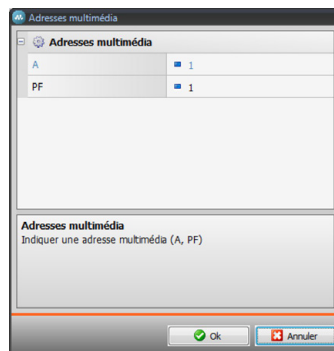 Adresses multimédia
Adresses multimédia
A 1
PF 1
Adresses multimédia
Indiquer une adresse multimédia (A, PF)
Ok Annuler